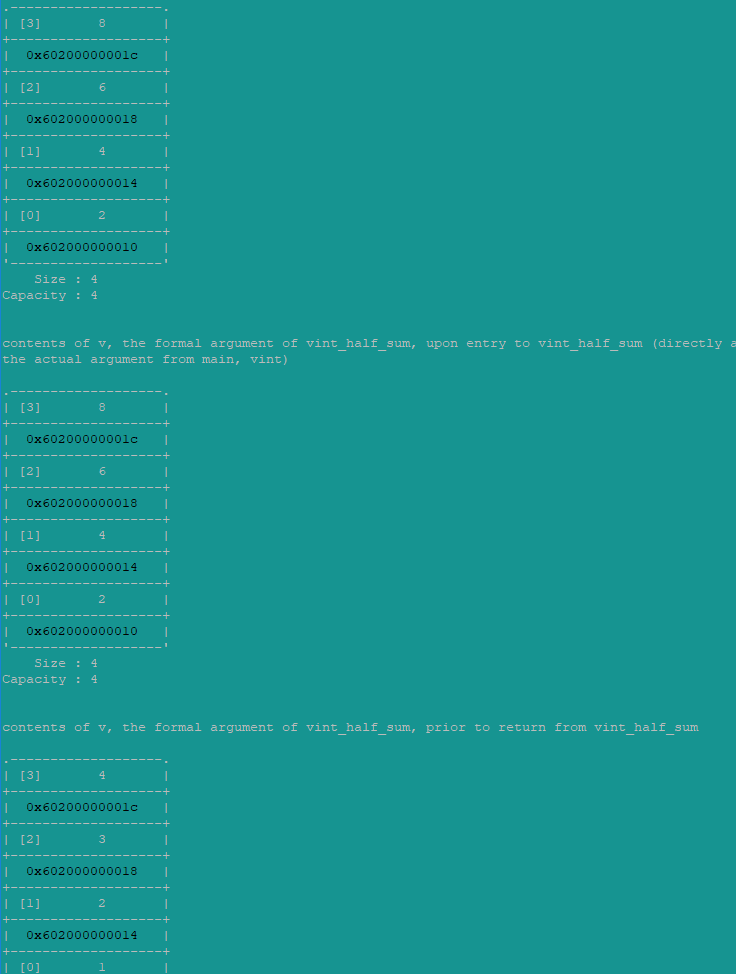 .-------------------.
| [3]       8       |
+-------------------+
|  0x60200000001c   |
+-------------------+
| [2]       6       |
+-------------------+
|  0x602000000018   |
+-------------------+
| [1]       4       |
+-------------------+
|  0x602000000014   |
+-------------------+
| [0]       2       |
+-------------------+
|  0x602000000010   |
'-------------------'
    Size : 4
Capacity : 4
contents of v, the formal argument of vint_half_sum, upon entry to vint_half_sum (directly a
the actual argument from main, vint)
.-------------------.
| [3]       8       |
+-------------------+
|  0x60200000001c   |
+-------------------+
| [2]       6       |
+-------------------+
|  0x602000000018   |
+-------------------+
| [1]       4       |
+-------------------+
|  0x602000000014   |
+-------------------+
| [0]       2       |
+-------------------+
|  0x602000000010   |
'-------------------'
    Size : 4
Capacity : 4
contents of v, the formal argument of vint_half_sum, prior to return from vint_half_sum
.-------------------.
| [3]       4       |
+-------------------+
|  0x60200000001c   |
+-------------------+
| [2]       3       |
+-------------------+
|  0x602000000018   |
+-------------------+
| [1]       2       |
+-------------------+
|  0x602000000014   |
+-------------------+
| [0]       1       |